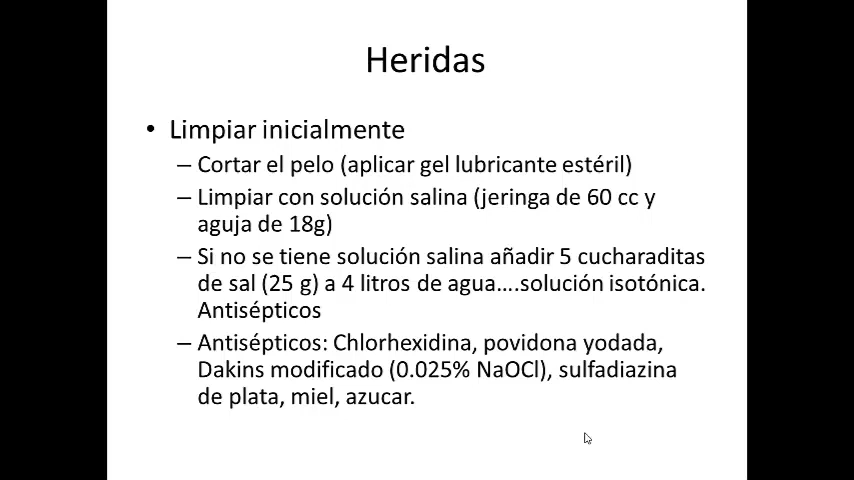 Heridas
• Limpiar inicialmente
– Cortar el pelo (aplicar gel lubricante estéril)
– Limpiar con solución salina (jeringa de 60 cc y
aguja de 18g)
– Si no se tiene solución salina añadir 5 cucharaditas
de sal (25 g) a 4 litros de agua....solución isotónica.
Antisépticos
– Antisépticos: Chlorhexidina, povidona yodada,
Dakins modificado (0.025% NaOCl), sulfadiazina
de plata, miel, azucar.